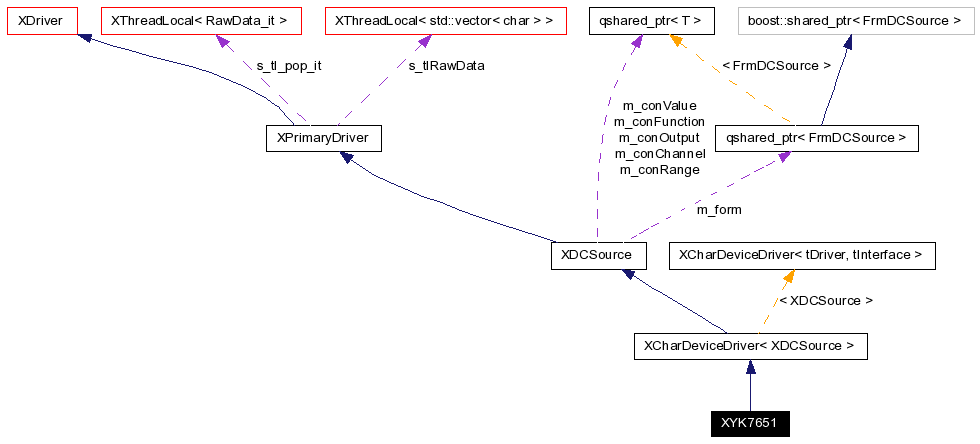 XDriver
XThreadLocal< RawData_it >
XThreadLocal< std::vector< char > >
qshared_ptr< T >
boost::shared_ptr< FrmDCSource >
s_tl_pop_it
s_tlRawData
< FrmDCSource >
m_conValue
m_conFunction
m_conOutput
m_conChannel
m_conRange
XPrimaryDriver
qshared_ptr< FrmDCSource >
m_form
XDCSource
XCharDeviceDriver< tDriver, tInterface >
< XDCSource >
XCharDeviceDriver< XDCSource >
XYK7651